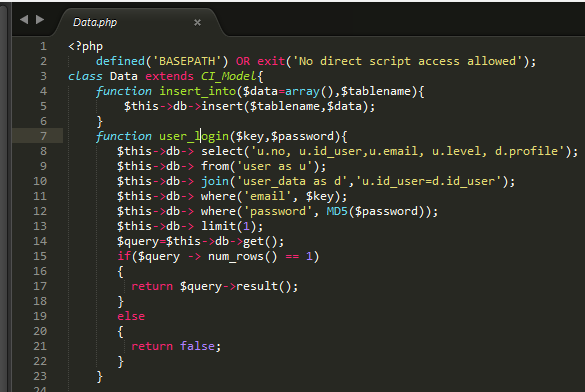 Data.php ×
1 <?php
2 defined('BASEPATH') OR exit('No direct script access allowed');
3 class Data extends CI_Model{
4 function insert_into($data=array(),$tablename){
5 $this->db->insert($tablename,$data);
6 }
7 function user_login($key,$password){
8 $this->db-> select('u.no, u.id_user,u.email, u.level, d.profile');
9 $this->db-> from('user as u');
10 $this->db-> join('user_data as d','u.id_user=d.id_user');
11 $this->db-> where('email', $key);
12 $this->db-> where('password', MD5($password));
13 $this->db-> limit(1);
14 $query=$this->db->get();
15 if($query -> num_rows() == 1)
16 {
17 return $query->result();
18 }
19 else
20 {
21 return false;
22 }
23 }
24